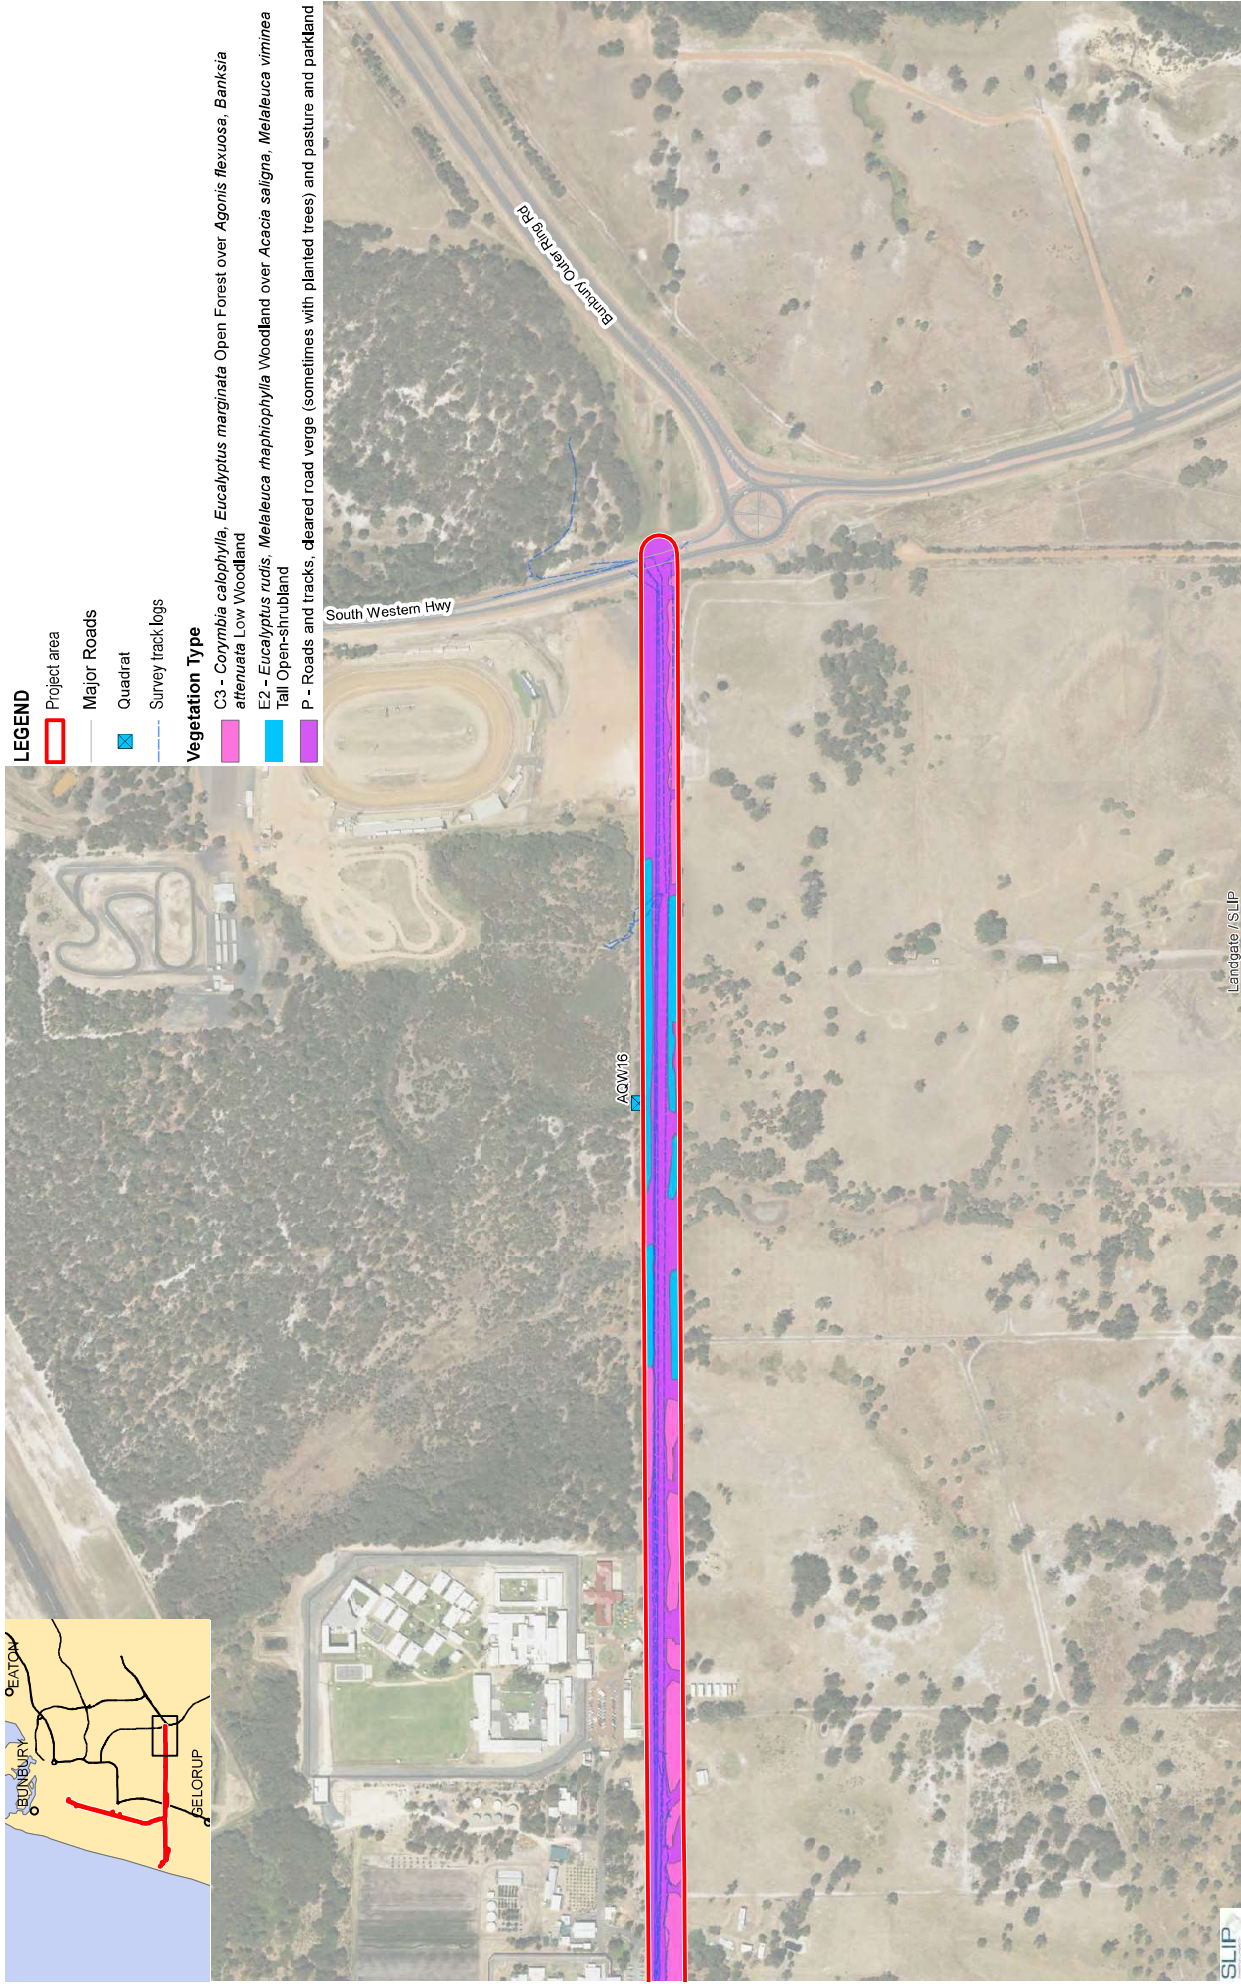 LEGEND
Project area
Major Roads
Quadrat
Survey track logs
Vegetation Type
C3 - Corymbia calophylla, Eucalyptus marginata Open Forest over Agonis flexuosa, Banksia
attenuata Low Woodland
E2 - Eucalyptus rudis, Melaleuca rhaphiophylla Woodland over Acacia saligna, Melaleuca viminea
Tall Open-shrubland
P - Roads and tracks, cleared road verge (sometimes with planted trees) and pasture and parkland
Bunbury Outer Ring Rd
South Western Hwy
AQW16
EATON
BUNBURY
GELORUP
Landgate / SLIP
SLIP